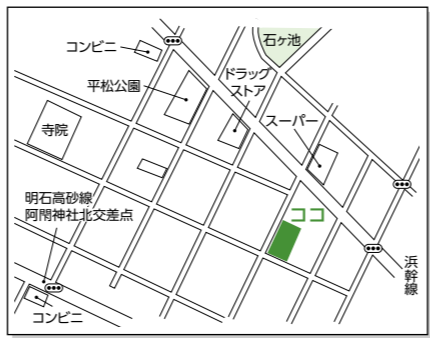 石ヶ池
コンビニ
ドラッグ
ストア
平松公園
スーパー
寺院
明石高砂線
阿閇神社北交差点
ココ
浜幹線
コンビニ